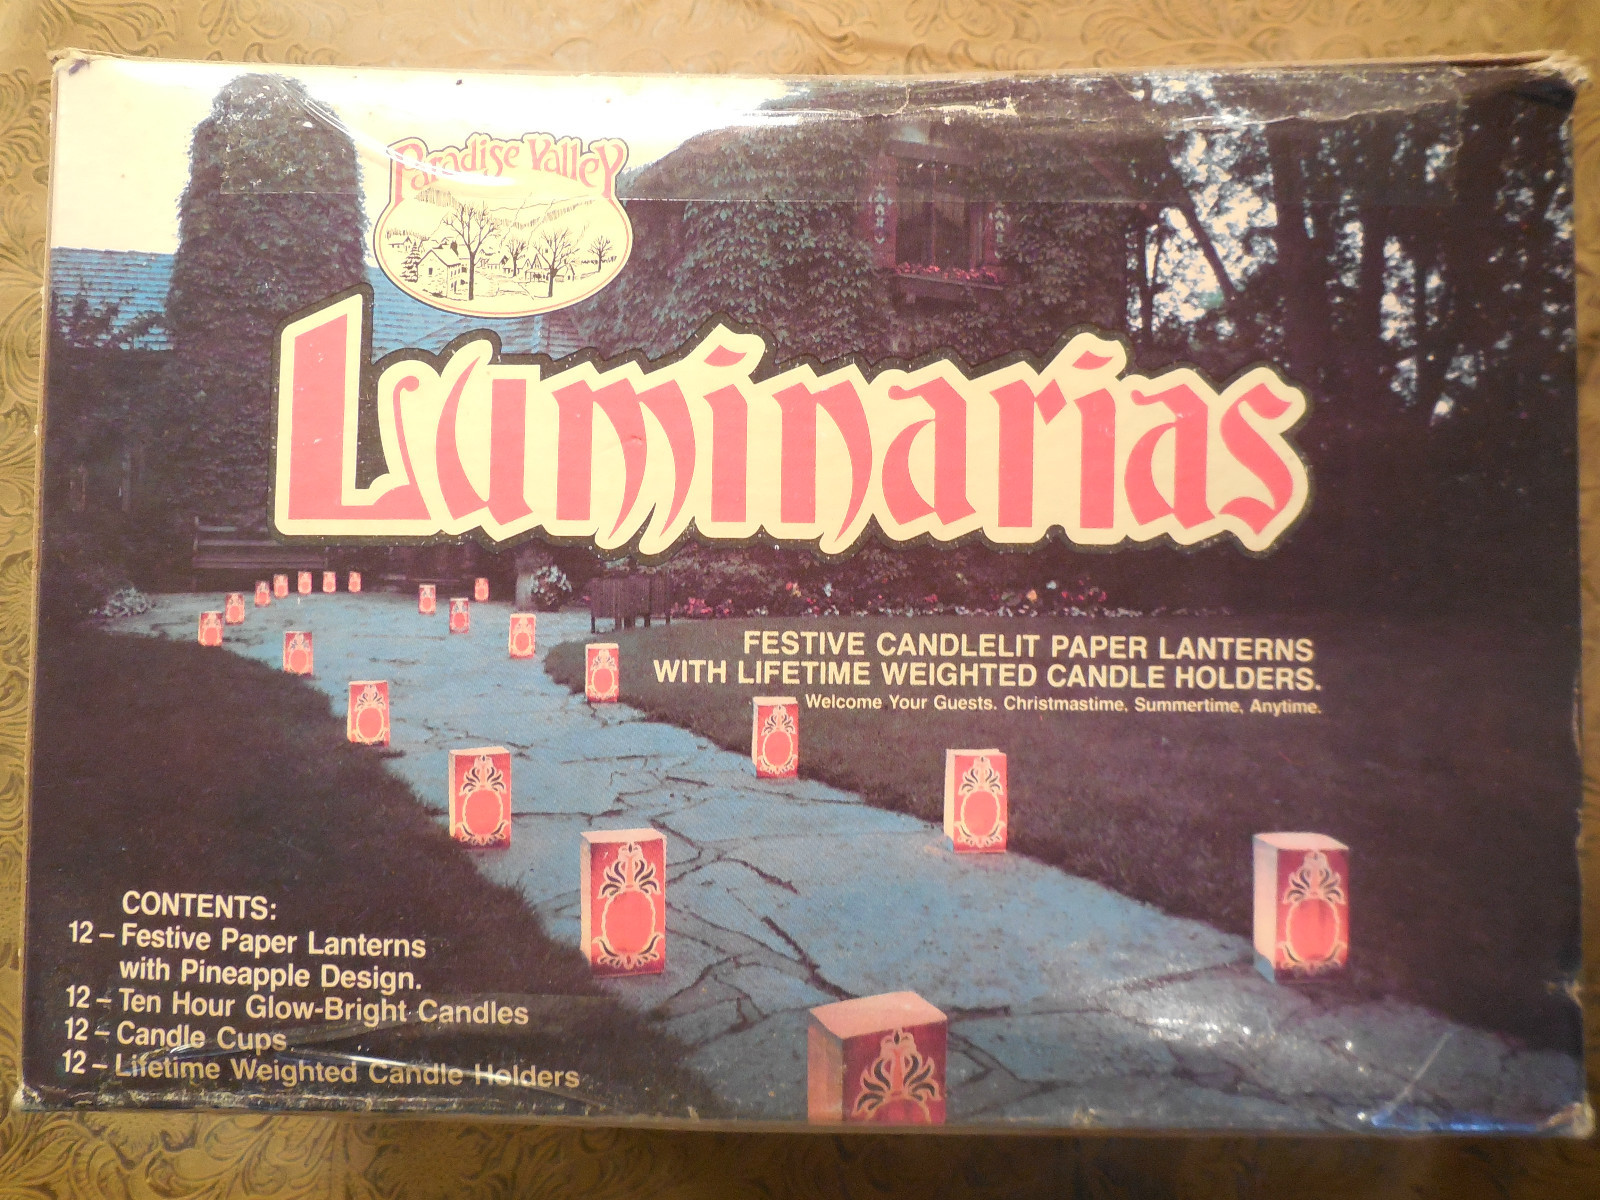 Paradise Valley
Luminarias
FESTIVE CANDLELIT PAPER LANTERNS
WITH LIFETIME WEIGHTED CANDLE HOLDERS.
Welcome Your Guests. Christmastime, Summertime, Anytime.
CONTENTS:
12 – Festive Paper Lanterns
with Pineapple Design.
12 – Ten Hour Glow-Bright Candles
12 – Candle Cups
12 – Lifetime Weighted Candle Holders